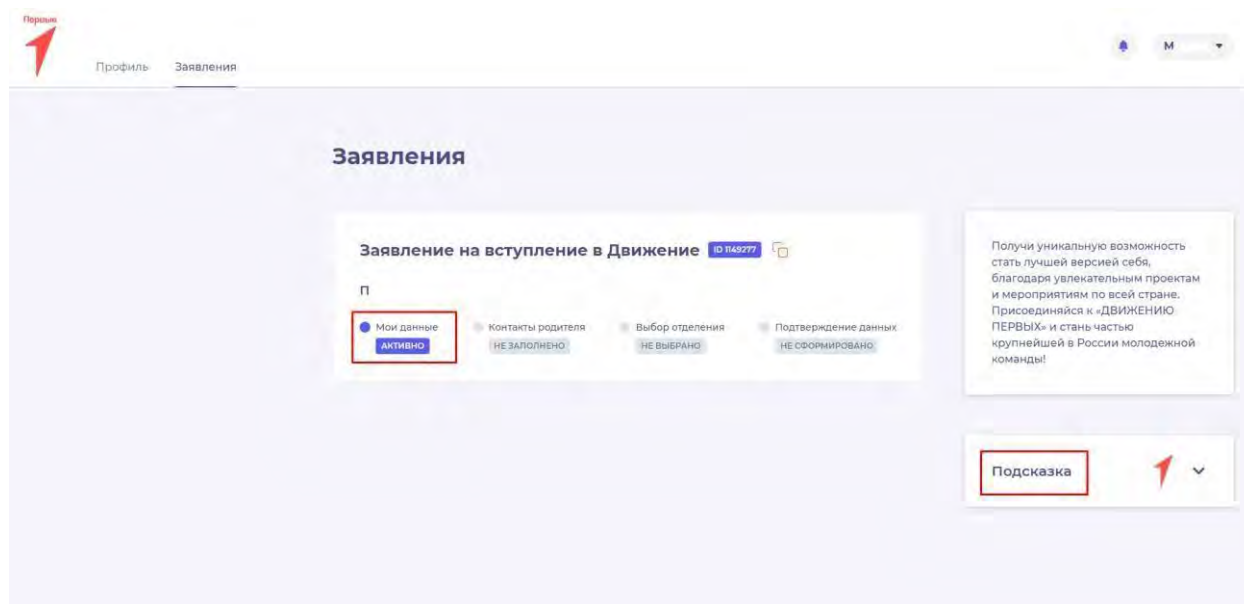 Первые
М
Профиль Заявления
Заявления
Заявление на вступление в Движение ID 1149277
П
Мои данные Контакты родителя Выбор отделения Подтверждение данных
АКТИВНО НЕ ЗАПОЛНЕНО НЕ ВЫБРАНО НЕ СФОРМИРОВАНО
Получи уникальную возможность
стать лучшей версией себя,
благодаря увлекательным проектам
и мероприятиям по всей стране.
Присоединяйся к «ДВИЖЕНИЮ
ПЕРВЫХ» и стань частью
крупнейшей в России молодежной
команды!
Подсказка